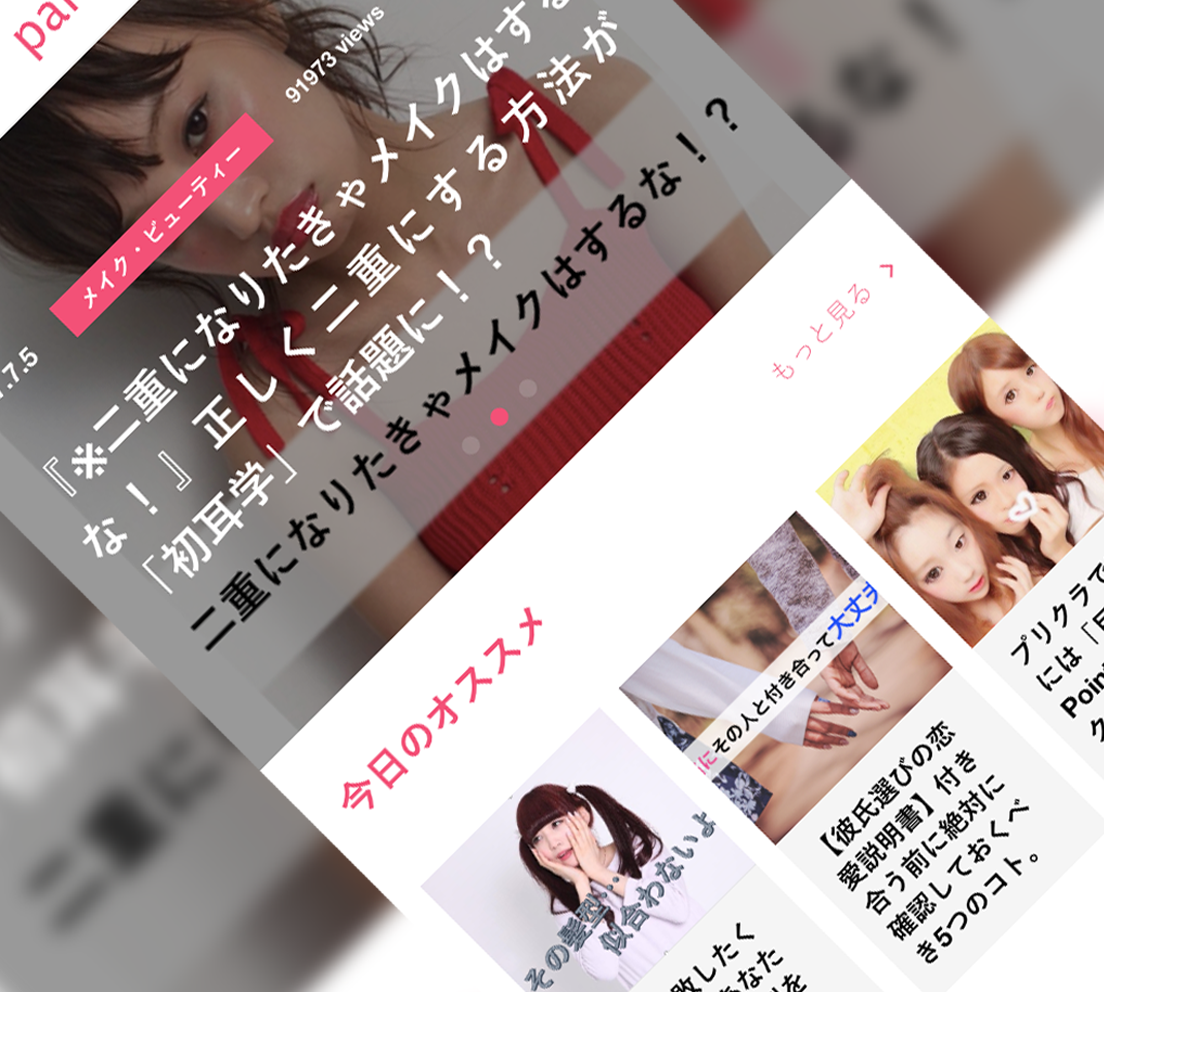 91973 views
メイク・ビューティー
『※二重になりたきゃメイクはする
な！』正しく二重にする方法が
「初耳学」で話題に！？
二重になりたきゃメイクはするな！？
もっと見る
今日のオススメ
その髪型…
似合わないよ
その人と付き合って大丈夫
【彼氏選びの恋
愛説明書】付き
合う前に絶対に
確認しておくべ
き5つのコト。
プリクラで
には「